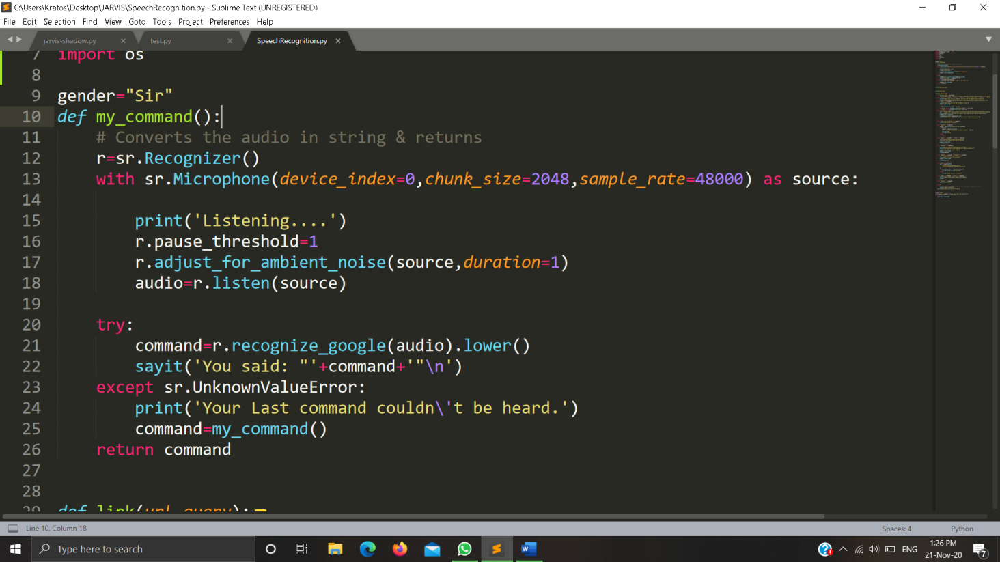 C:\Users\Kratos\Desktop\JARVIS\SpeechRecognition.py - Sublime Text (UNREGISTERED)
File Edit Selection Find View Goto Tools Project Preferences Help
jarvis-shadow.py × test.py × SpeechRecognition.py ×
7 import os
8
9 gender="Sir"
10 def my_command():
11 # Converts the audio in string & returns
12 r=sr.Recognizer()
13 with sr.Microphone(device_index=0,chunk_size=2048,sample_rate=48000) as source:
14
15 print('Listening....')
16 r.pause_threshold=1
17 r.adjust_for_ambient_noise(source,duration=1)
18 audio=r.listen(source)
19
20 try:
21 command=r.recognize_google(audio).lower()
22 sayit('You said: "'+command+'"\n')
23 except sr.UnknownValueError:
24 print('Your Last command couldn\'t be heard.')
25 command=my_command()
26 return command
27
28
29 def link(url,query):
Line 10, Column 18 Spaces: 4 Python
Type here to search ENG 1:26 PM
21-Nov-20 7